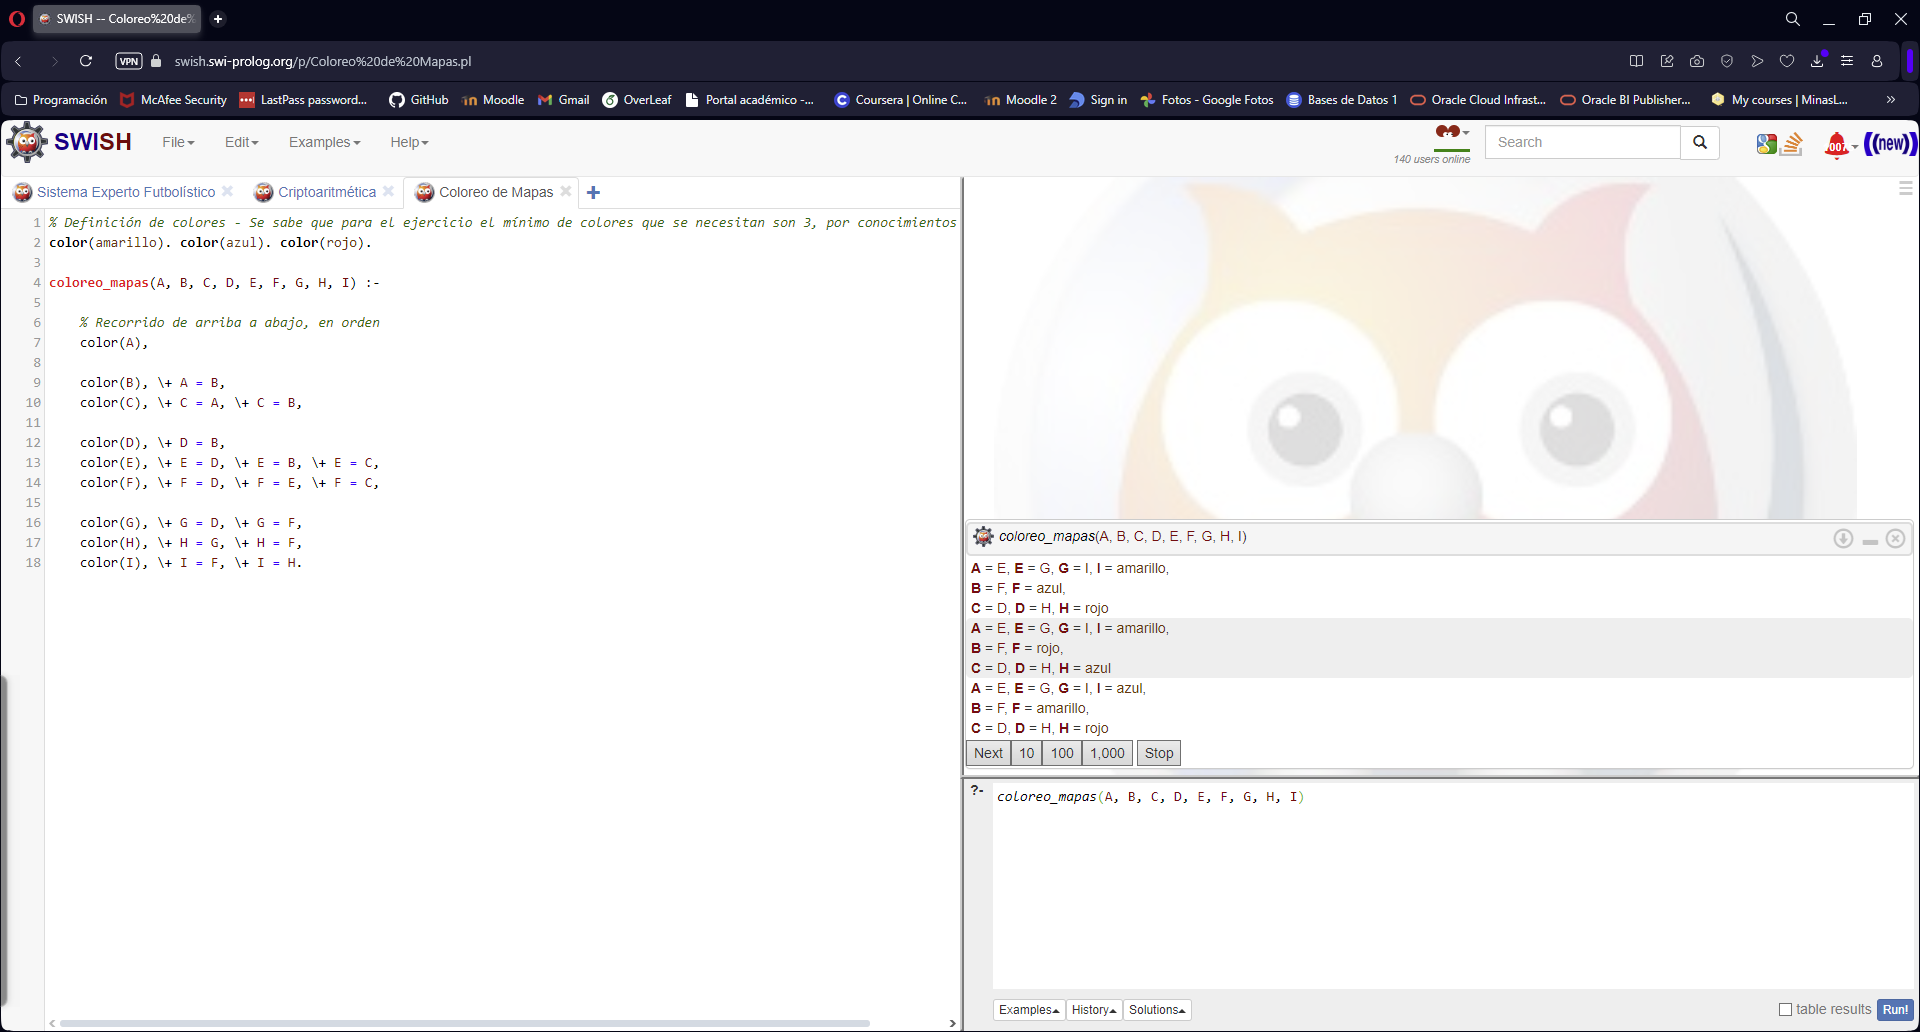 SWISH -- Coloreo%20de%
VPN swish.swi-prolog.org/p/Coloreo%20de%20Mapas.pl
Programación McAfee Security LastPass password... GitHub Moodle Gmail OverLeaf Portal académico -... Coursera | Online C... Moodle 2 Sign in Fotos - Google Fotos Bases de Datos 1 Oracle Cloud Infrast... Oracle BI Publisher... My courses | MinasL... »
SWISH File Edit Examples Help 140 users online Search ((new))
Sistema Experto Futbolístico Criptoaritmética Coloreo de Mapas
1 % Definición de colores - Se sabe que para el ejercicio el mínimo de colores que se necesitan son 3, por conocimientos
2 color(amarillo). color(azul). color(rojo).
3
4 coloreo_mapas(A, B, C, D, E, F, G, H, I) :-
5
6 % Recorrido de arriba a abajo, en orden
7 color(A),
8
9 color(B), \+ A = B,
10 color(C), \+ C = A, \+ C = B,
11
12 color(D), \+ D = B,
13 color(E), \+ E = D, \+ E = B, \+ E = C,
14 color(F), \+ F = D, \+ F = E, \+ F = C,
15
16 color(G), \+ G = D, \+ G = F,
17 color(H), \+ H = G, \+ H = F,
18 color(I), \+ I = F, \+ I = H.
coloreo_mapas(A, B, C, D, E, F, G, H, I)
A = E, E = G, G = I, I = amarillo,
B = F, F = azul,
C = D, D = H, H = rojo
A = E, E = G, G = I, I = amarillo,
B = F, F = rojo,
C = D, D = H, H = azul
A = E, E = G, G = I, I = azul,
B = F, F = amarillo,
C = D, D = H, H = rojo
Next 10 100 1,000 Stop
?- coloreo_mapas(A, B, C, D, E, F, G, H, I)
Examples History Solutions table results Run!